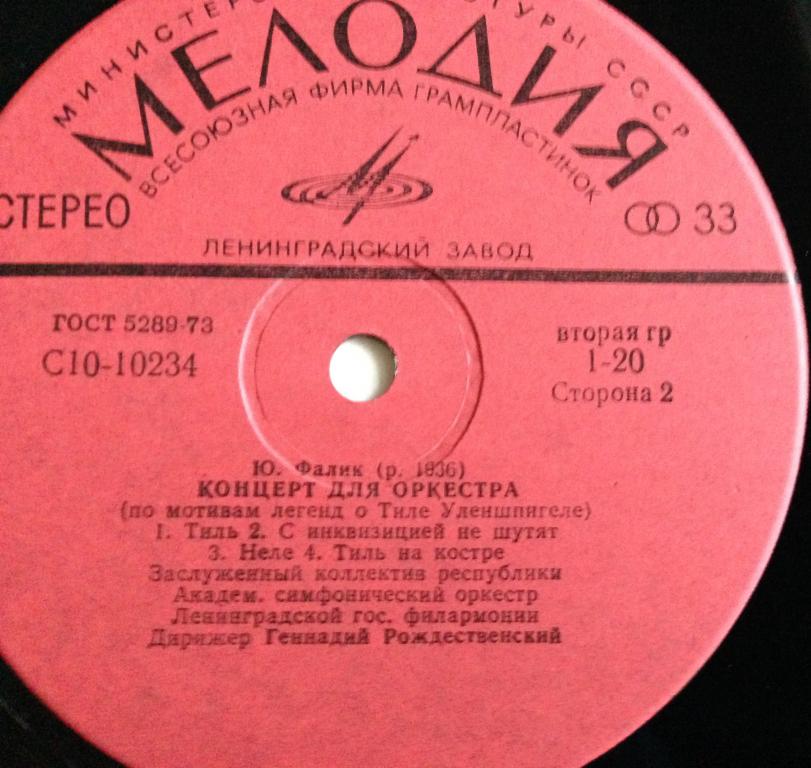 МИНИСТЕРСТВО КУЛЬТУРЫ СССР
МЕЛОДИЯ
ВСЕСОЮЗНАЯ ФИРМА ГРАМПЛАСТИНОК
СТЕРЕО
33
ЛЕНИНГРАДСКИЙ ЗАВОД
ГОСТ 5289-73
С10-10234
вторая гр
1-20
Сторона 2
Ю. Фалик (р. 1936)
КОНЦЕРТ ДЛЯ ОРКЕСТРА
(по мотивам легенд о Тиле Уленшпигеле)
1. Тиль 2. С инквизицией не шутят
3. Неле 4. Тиль на костре
Заслуженный коллектив республики
Академ. симфонический оркестр
Ленинградской гос. филармонии
Дирижер Геннадий Рождественский